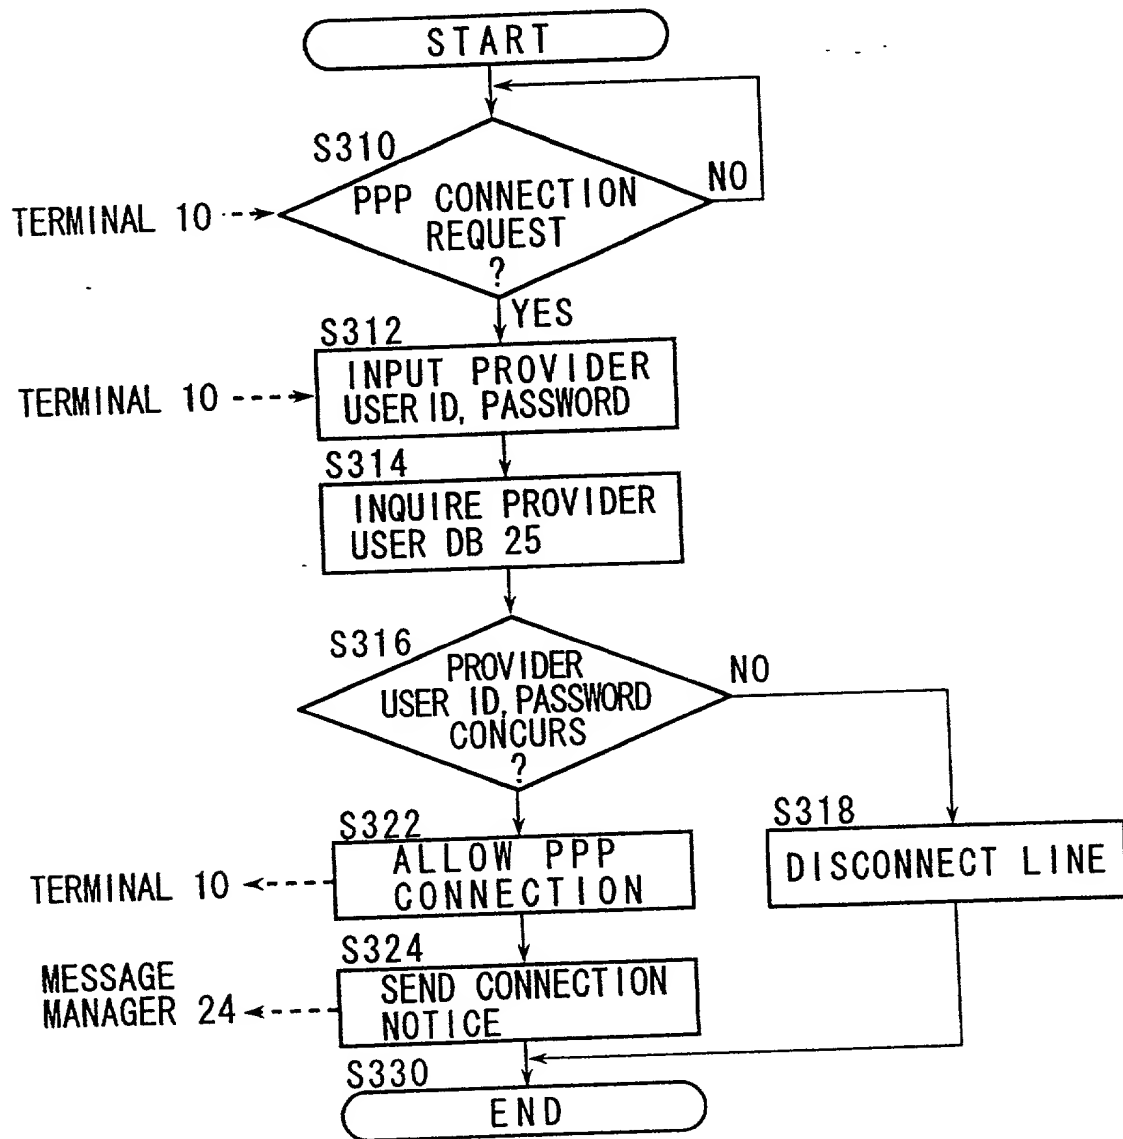 START
S310
PPP CONNECTION
REQUEST
?
NO
TERMINAL 10
YES
S312
INPUT PROVIDER
USER ID, PASSWORD
TERMINAL 10
S314
INQUIRE PROVIDER
USER DB 25
S316
PROVIDER
USER ID, PASSWORD
CONCURS
?
NO
S322
ALLOW PPP
CONNECTION
TERMINAL 10
S318
DISCONNECT LINE
S324
SEND CONNECTION
NOTICE
MESSAGE
MANAGER 24
S330
END